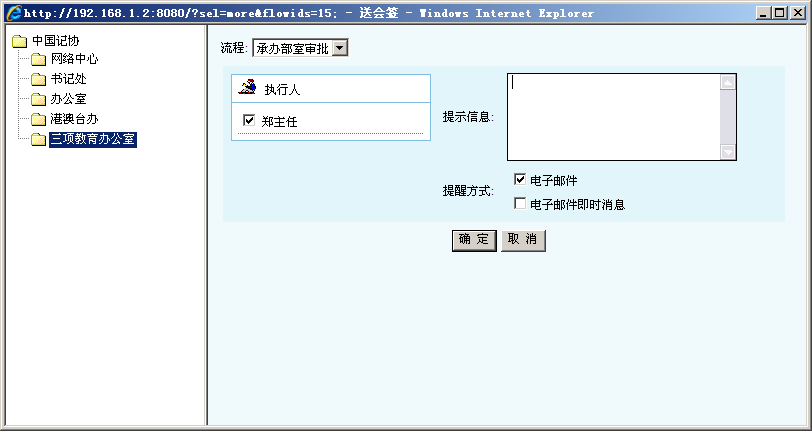 http://192.168.1.2:8080/?sel=more&flowids=15; - 送会签 - Windows Internet Explorer
中国记协
网络中心
书记处
办公室
港澳台办
三项教育办公室
流程: 承办部室审批
执行人
郑主任
提示信息:
提醒方式:
电子邮件
电子邮件即时消息
确 定
取 消